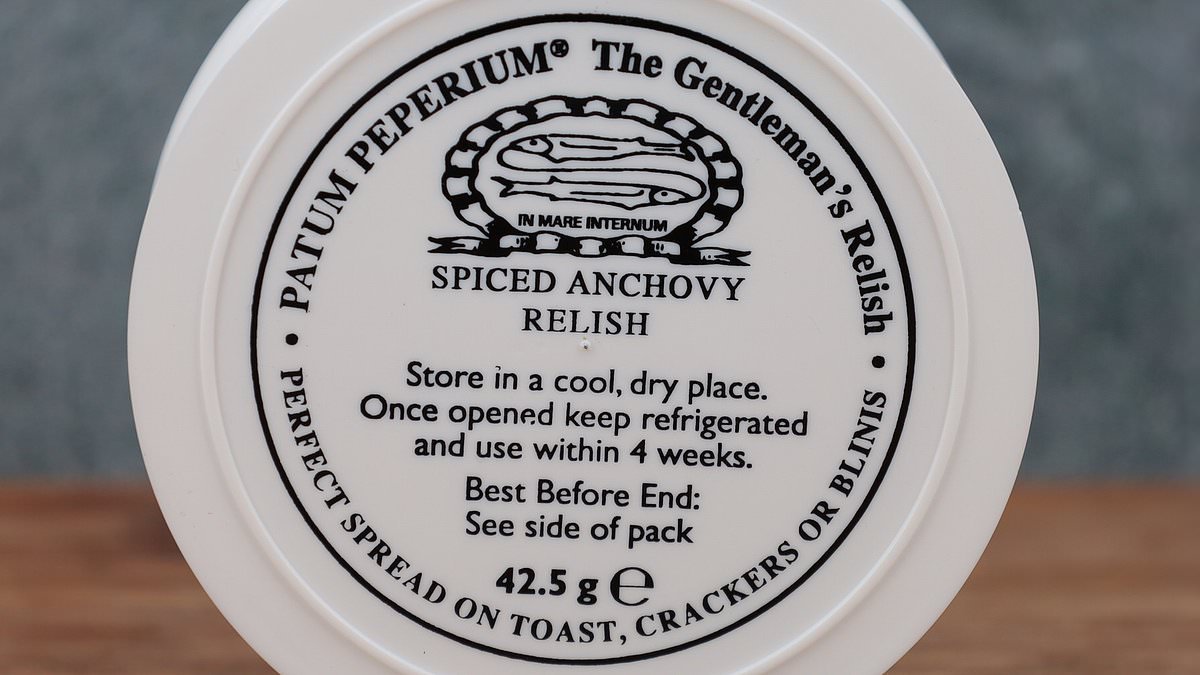 PATUM PEPERIUM® The Gentleman's Relish
IN MARE INTERNUM
SPICED ANCHOVY
RELISH
Store in a cool, dry place.
Once opened keep refrigerated
and use within 4 weeks.
Best Before End:
See side of pack
42.5 g ℮
• PERFECT SPREAD ON TOAST, CRACKERS OR BLINIS •